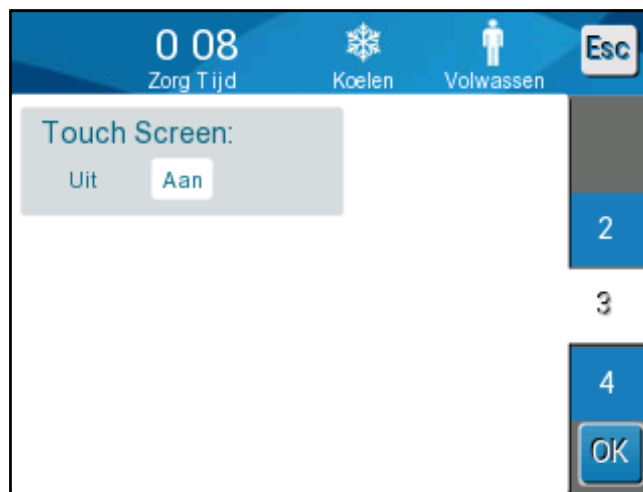 0 08
Zorg Tijd
Koelen
Volwassen
Esc
Touch Screen:
Uit Aan
2
3
4
OK